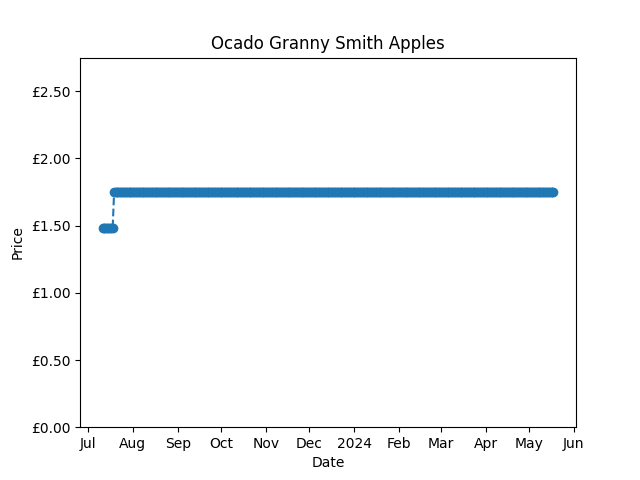 Ocado Granny Smith Apples
£2.50
£2.00
£1.50
£1.00
£0.50
£0.00
Price
Jul Aug Sep Oct Nov Dec 2024 Feb Mar Apr May Jun
Date